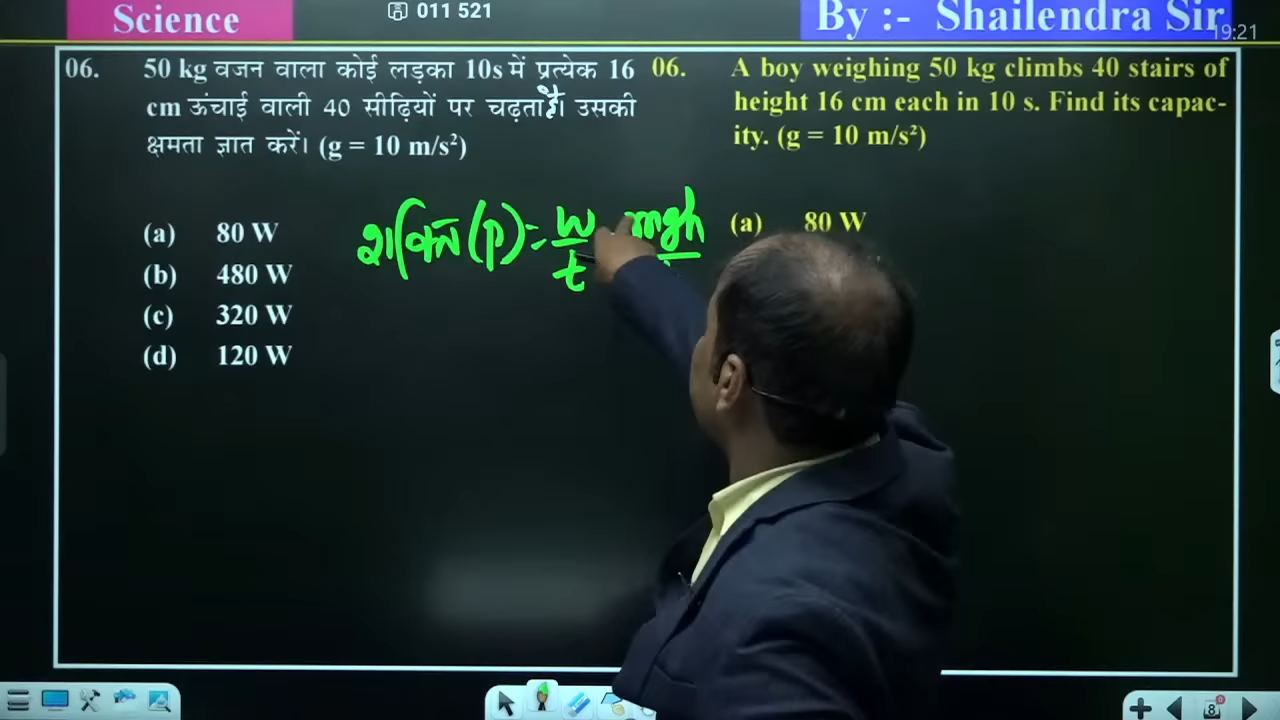 Science
011 521
By :- Shailendra Sir
19:21
06. 50 kg वजन वाला कोई लड़का 10s में प्रत्येक 16
cm ऊंचाई वाली 40 सीढ़ियों पर चढ़ता है। उसकी
क्षमता ज्ञात करें। (g = 10 m/s²)
(a) 80 W
(b) 480 W
(c) 320 W
(d) 120 W
शक्ति (P) = W/t mgh
06. A boy weighing 50 kg climbs 40 stairs of
height 16 cm each in 10 s. Find its capac-
ity. (g = 10 m/s²)
(a) 80 W
8